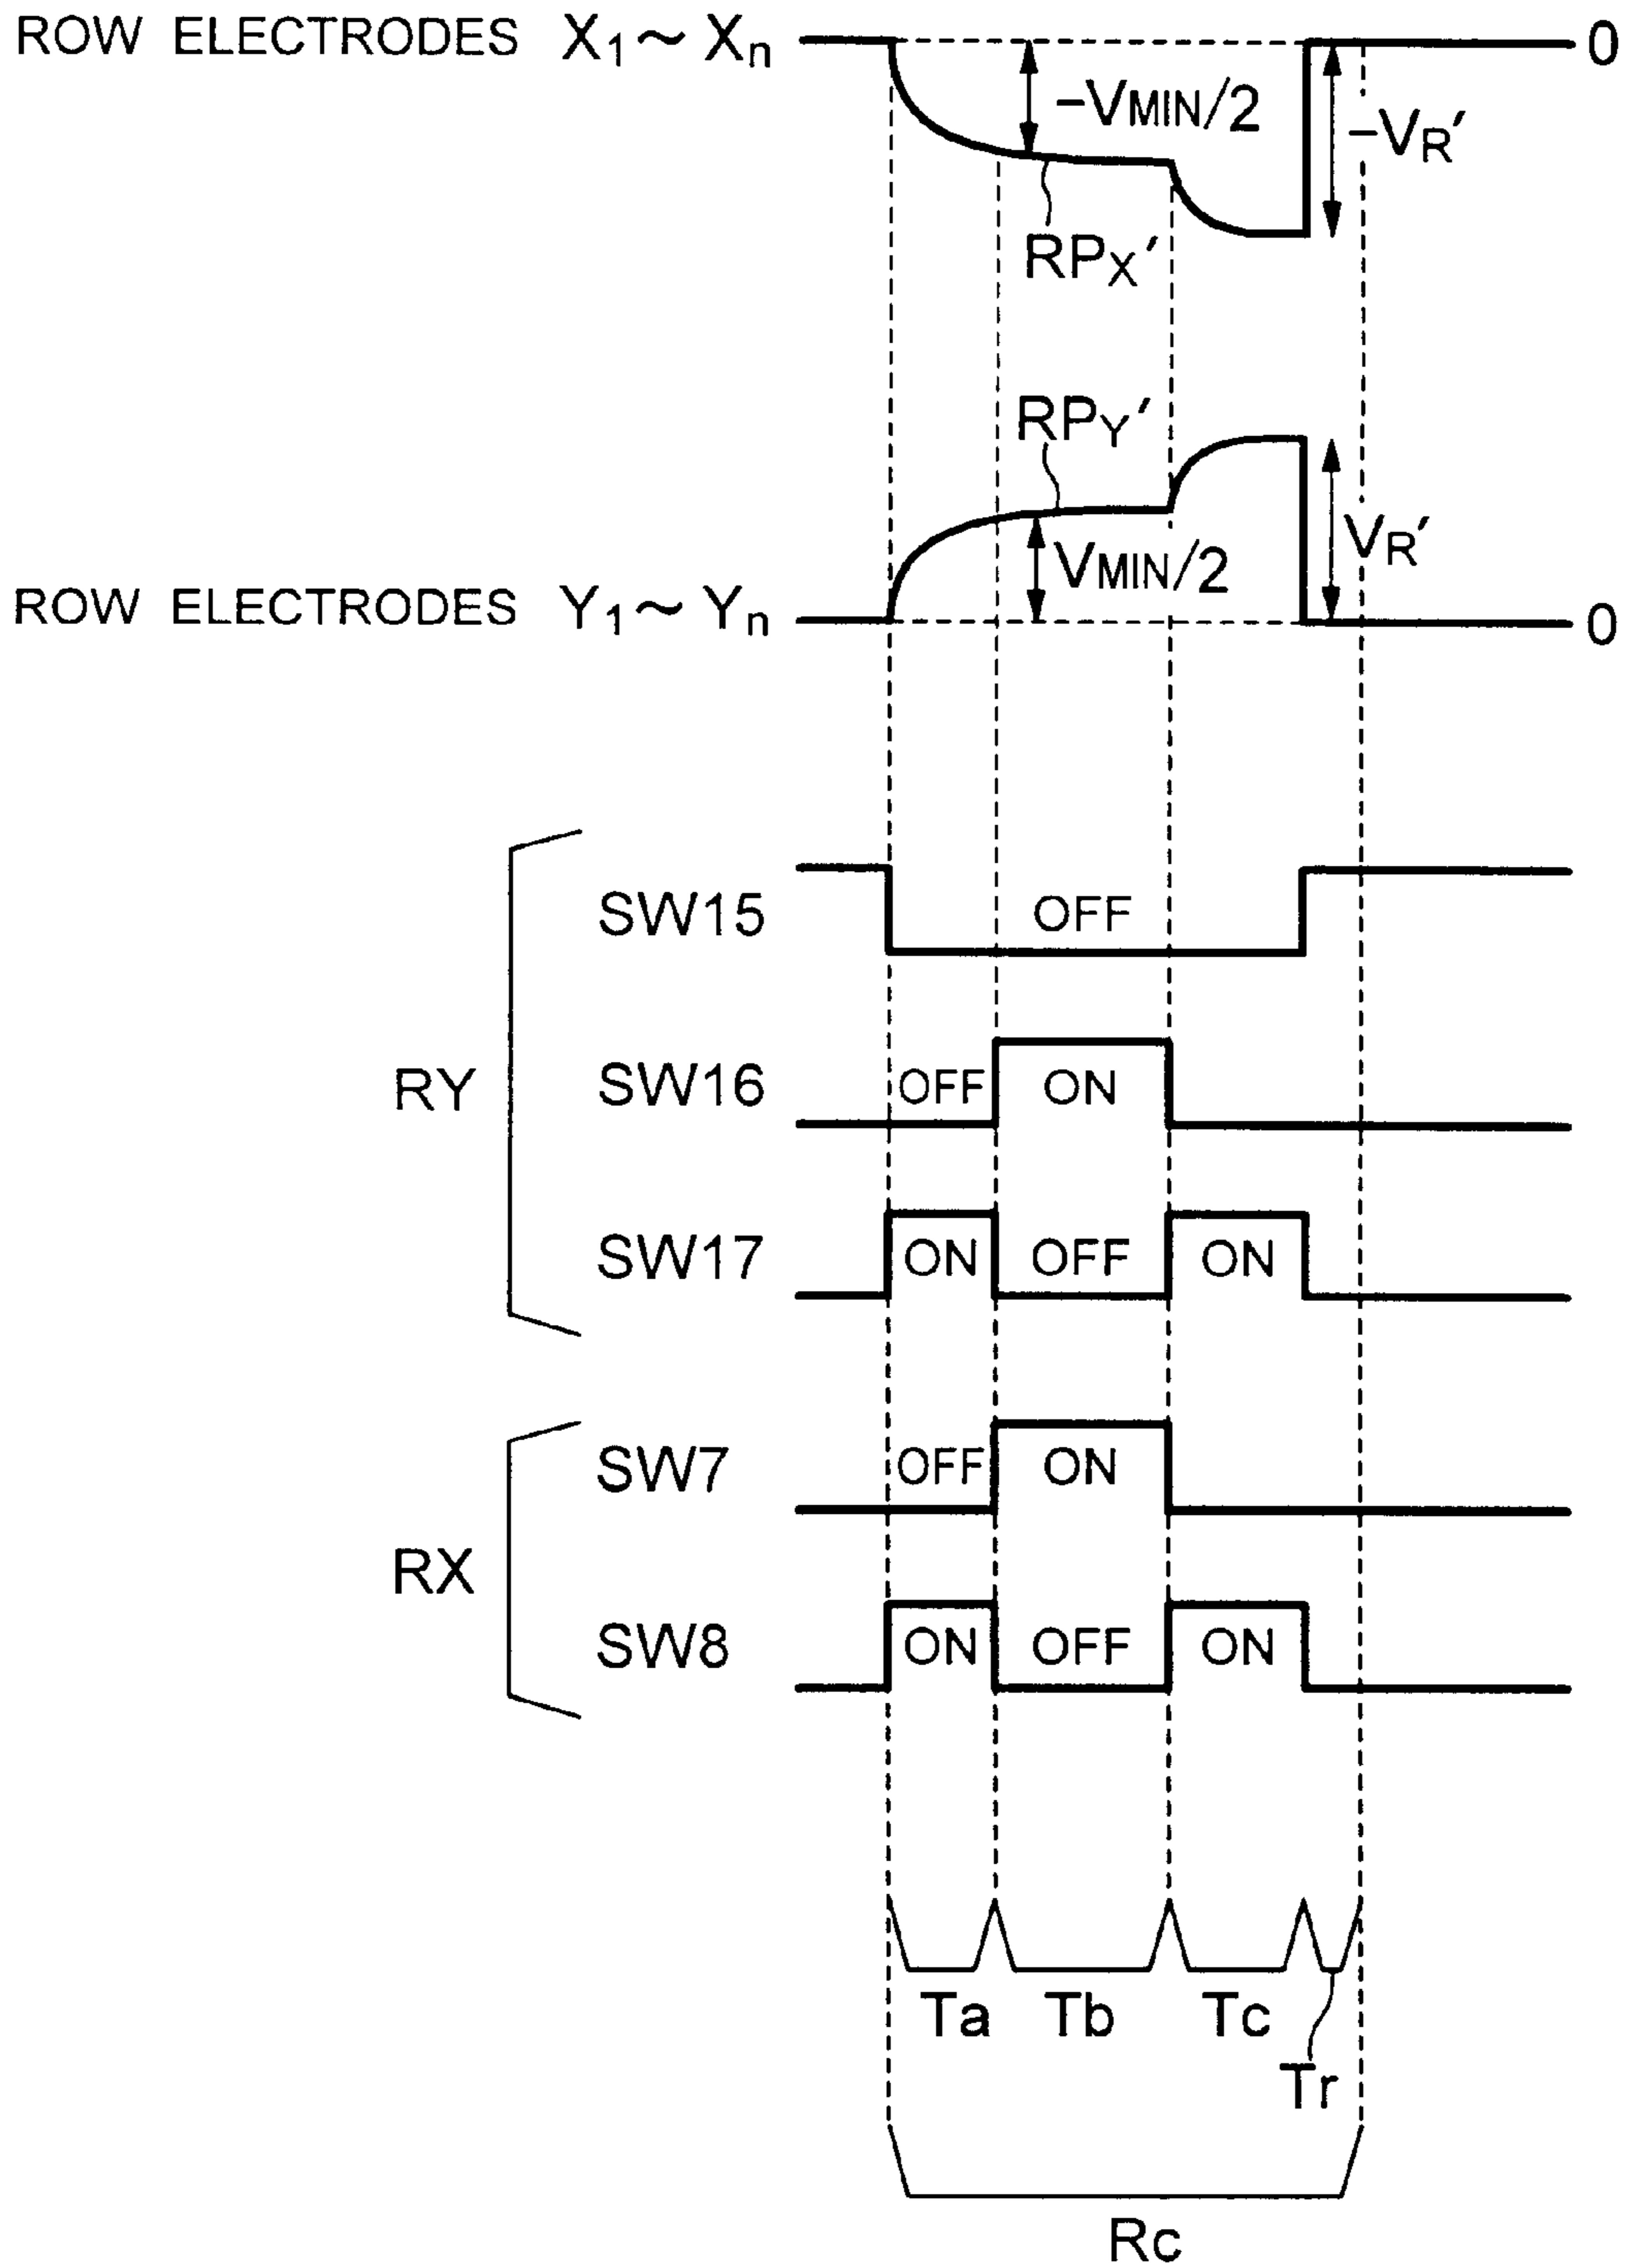 ROW ELECTRODES X1~Xn
0
-VMIN/2
-VR'
RPX'
RPY'
VR'
VMIN/2
ROW ELECTRODES Y1~Yn
0
SW15 OFF
RY
SW16 OFF ON
SW17 ON OFF ON
SW7 OFF ON
RX
SW8 ON OFF ON
Ta Tb Tc
Tr
Rc